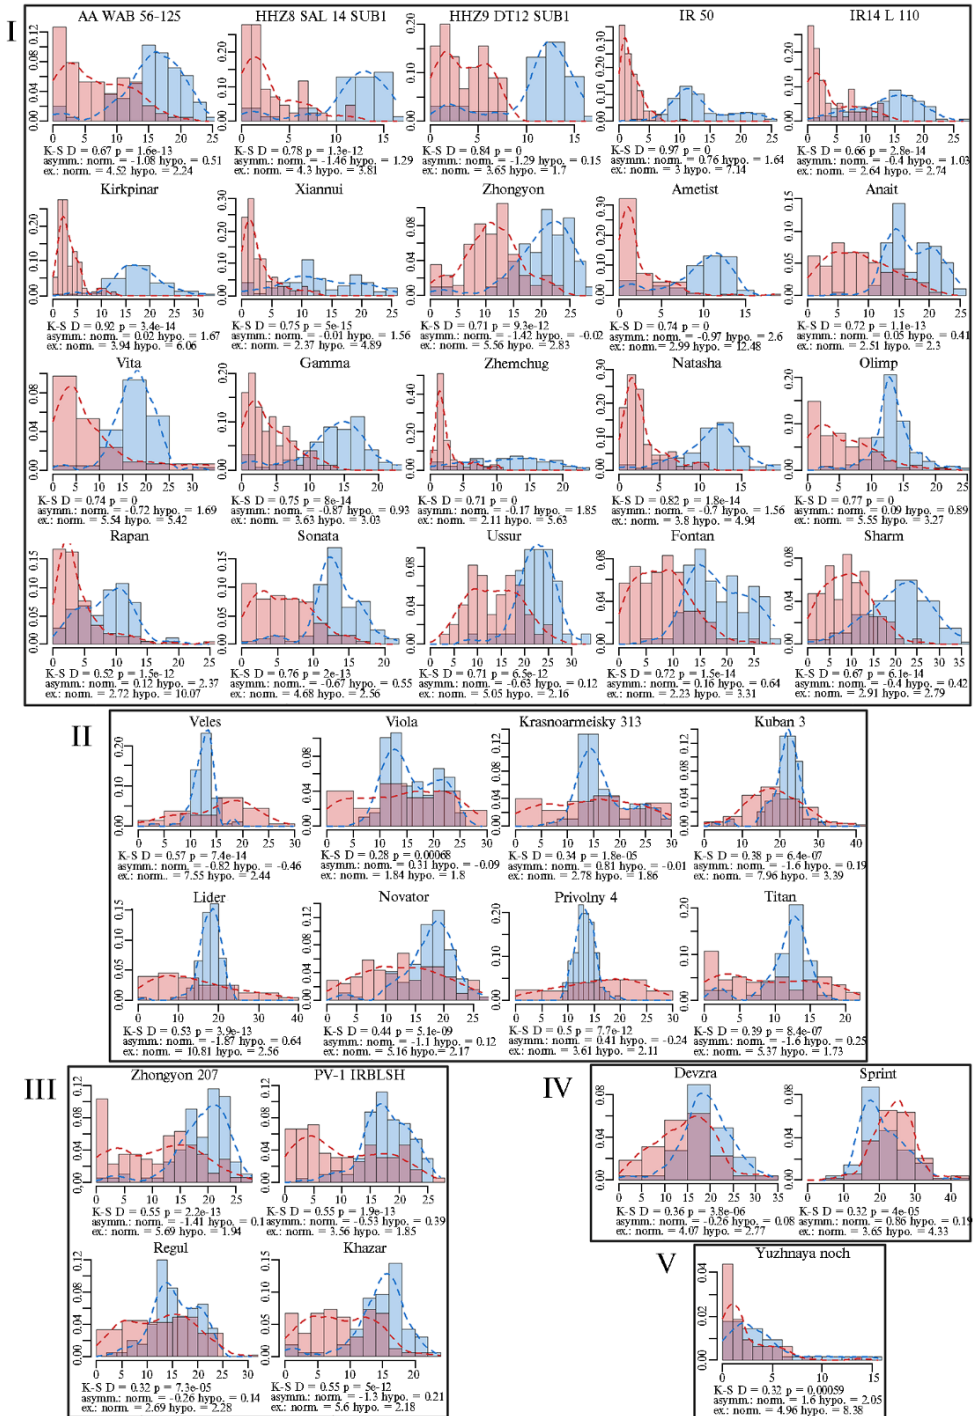 I
AA WAB 56-125
K-S D = 0.67 p = 1.6e-13
asymm.: norm. = -1.08 hypo. = 0.51
ex.: norm. = 4.52 hypo. = 2.24
HHZ8 SAL 14 SUB1
K-S D = 0.78 p = 1.3e-12
asymm.: norm. = -1.46 hypo. = 1.29
ex.: norm. = 4.3 hypo. = 3.81
HHZ9 DT12 SUB1
K-S D = 0.84 p = 0
asymm.: norm. = -1.29 hypo. = 0.15
ex.: norm. = 3.65 hypo. = 1.7
IR 50
K-S D = 0.97 p = 0
asymm.: norm. = 0.76 hypo. = 1.64
ex.: norm. = 3 hypo. = 7.14
IR14 L 110
K-S D = 0.66 p = 2.8e-14
asymm.: norm. = -0.4 hypo. = 1.03
ex.: norm. = 2.64 hypo. = 2.74
Kirkpinar
K-S D = 0.92 p = 3.4e-14
asymm.: norm. = 0.02 hypo. = 1.67
ex.: norm. = 3.94 hypo. = 6.06
Xiannui
K-S D = 0.75 p = 5e-15
asymm.: norm. = -0.01 hypo. = 1.56
ex.: norm. = 2.37 hypo. = 4.89
Zhongyon
K-S D = 0.71 p = 9.3e-12
asymm.: norm. = -1.42 hypo. = -0.02
ex.: norm. = 5.56 hypo. = 2.83
Ametist
K-S D = 0.74 p = 0
asymm.: norm. = -0.97 hypo. = 2.6
ex.: norm. = 2.99 hypo. = 12.48
Anait
K-S D = 0.72 p = 1.1e-13
asymm.: norm. = 0.05 hypo. = 0.41
ex.: norm. = 2.51 hypo. = 2.3
Vita
K-S D = 0.74 p = 0
asymm.: norm. = -0.72 hypo. = 1.69
ex.: norm. = 5.54 hypo. = 5.42
Gamma
K-S D = 0.75 p = 8e-14
asymm.: norm. = -0.87 hypo. = 0.93
ex.: norm. = 3.63 hypo. = 3.03
Zhemchug
K-S D = 0.71 p = 0
asymm.: norm. = -0.17 hypo. = 1.85
ex.: norm. = 2.11 hypo. = 5.63
Natasha
K-S D = 0.82 p = 1.8e-14
asymm.: norm. = -0.7 hypo. = 1.56
ex.: norm. = 3.8 hypo. = 4.94
Olimp
K-S D = 0.77 p = 0
asymm.: norm. = 0.09 hypo. = 0.89
ex.: norm. = 5.55 hypo. = 3.27
Rapan
K-S D = 0.52 p = 1.5e-12
asymm.: norm. = 0.12 hypo. = 2.37
ex.: norm. = 2.72 hypo. = 10.07
Sonata
K-S D = 0.76 p = 2e-13
asymm.: norm. = -0.67 hypo. = 0.55
ex.: norm. = 4.68 hypo. = 2.56
Ussur
K-S D = 0.71 p = 6.5e-12
asymm.: norm. = -0.63 hypo. = 0.12
ex.: norm. = 5.05 hypo. = 2.16
Fontan
K-S D = 0.72 p = 1.5e-14
asymm.: norm. = 0.16 hypo. = 0.64
ex.: norm. = 2.23 hypo. = 3.31
Sharm
K-S D = 0.67 p = 6.1e-14
asymm.: norm. = -0.4 hypo. = 0.42
ex.: norm. = 2.91 hypo. = 2.79
II
Veles
K-S D = 0.57 p = 7.4e-14
asymm.: norm. = -0.82 hypo. = -0.46
ex.: norm. = 7.55 hypo. = 2.44
Viola
K-S D = 0.28 p = 0.00068
asymm.: norm. = 0.31 hypo. = -0.09
ex.: norm. = 1.84 hypo. = 1.8
Krasnoarmeisky 313
K-S D = 0.34 p = 1.8e-05
asymm.: norm. = 0.81 hypo. = -0.01
ex.: norm. = 2.78 hypo. = 1.86
Kuban 3
K-S D = 0.38 p = 6.4e-07
asymm.: norm. = -1.6 hypo. = 0.19
ex.: norm. = 7.96 hypo. = 3.39
Lider
K-S D = 0.53 p = 3.9e-13
asymm.: norm. = -1.87 hypo. = 0.64
ex.: norm. = 10.81 hypo. = 2.56
Novator
K-S D = 0.44 p = 5.1e-09
asymm.: norm. = -1.1 hypo. = 0.12
ex.: norm. = 5.16 hypo. = 2.17
Privolny 4
K-S D = 0.5 p = 7.7e-12
asymm.: norm. = 0.41 hypo. = -0.24
ex.: norm. = 3.61 hypo. = 2.11
Titan
K-S D = 0.39 p = 8.4e-07
asymm.: norm. = -1.6 hypo. = 0.25
ex.: norm. = 5.37 hypo. = 1.73
III
Zhongyon 207
K-S D = 0.55 p = 2.2e-13
asymm.: norm. = -1.41 hypo. = 0.1
ex.: norm. = 5.69 hypo. = 1.94
PV-1 IRBLSH
K-S D = 0.55 p = 1.9e-13
asymm.: norm. = -0.53 hypo. = 0.39
ex.: norm. = 3.56 hypo. = 1.85
Regul
K-S D = 0.32 p = 7.3e-05
asymm.: norm. = -0.26 hypo. = 0.14
ex.: norm. = 2.69 hypo. = 2.28
Khazar
K-S D = 0.55 p = 5e-12
asymm.: norm. = -1.3 hypo. = 0.21
ex.: norm. = 5.6 hypo. = 2.18
IV
Devzra
K-S D = 0.36 p = 3.8e-06
asymm.: norm. = -0.26 hypo. = 0.08
ex.: norm. = 4.07 hypo. = 2.77
Sprint
K-S D = 0.32 p = 4e-05
asymm.: norm. = 0.86 hypo. = 0.19
ex.: norm. = 3.65 hypo. = 4.33
V
Yuzhnaya noch
K-S D = 0.32 p = 0.00059
asymm.: norm. = 1.6 hypo. = 2.05
ex.: norm. = 4.96 hypo. = 8.38